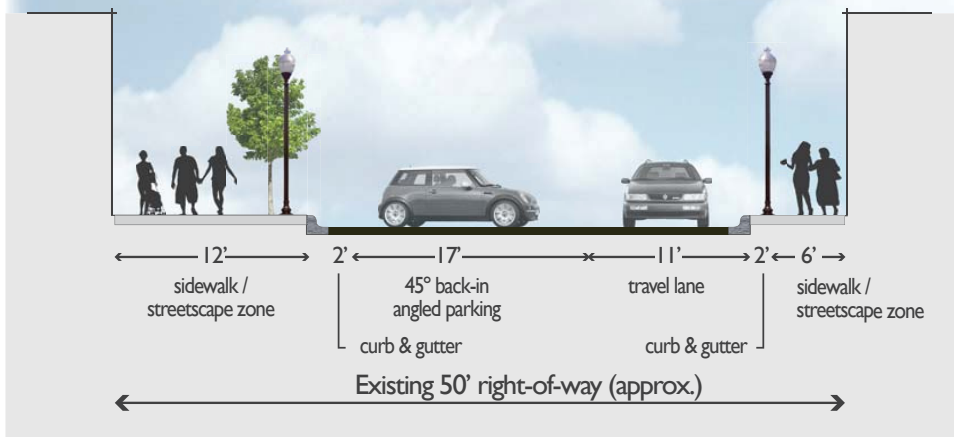 12’ 2’ 17’ 11’ 2’ 6’
sidewalk /
streetscape zone
45º back-in
angled parking
travel lane
sidewalk /
streetscape zone
curb & gutter
curb & gutter
Existing 50’ right-of-way (approx.)